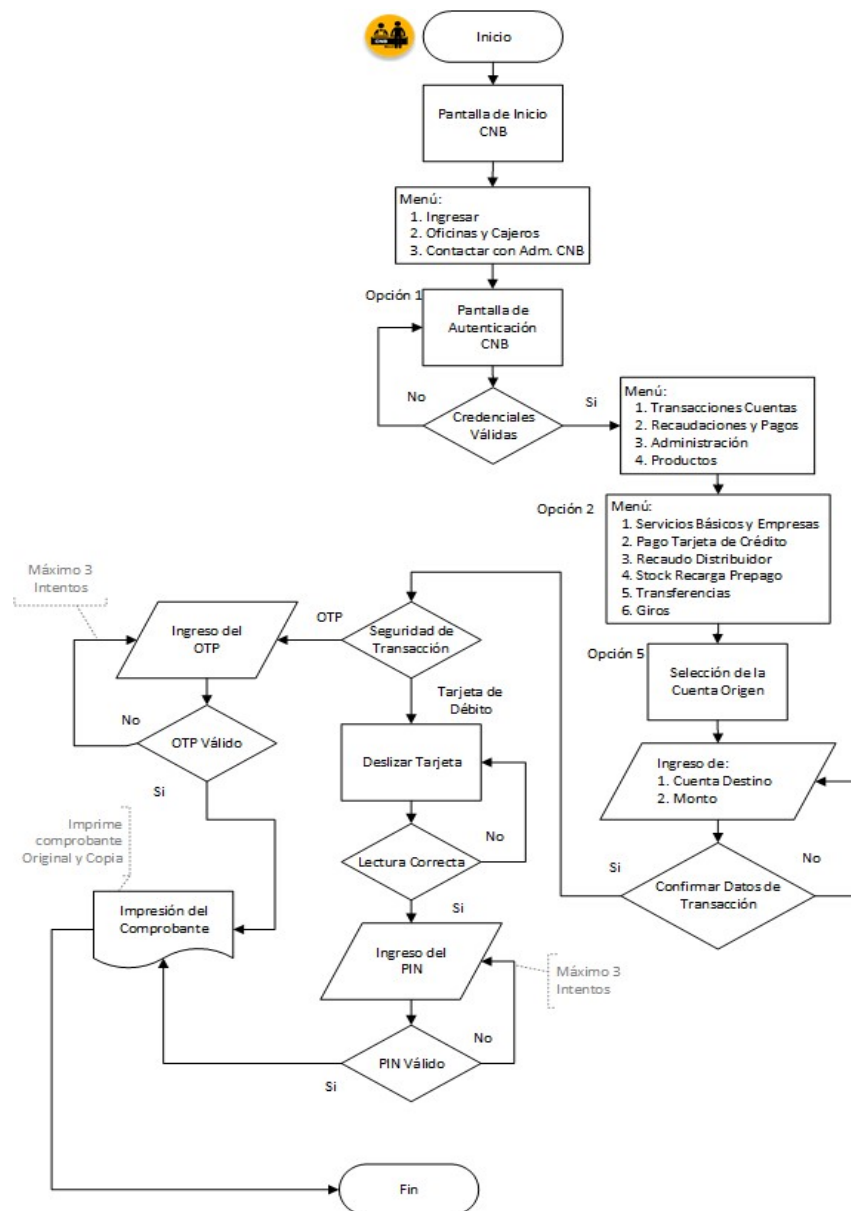 CNB
Inicio
Pantalla de Inicio
CNB
Menú:
1. Ingresar
2. Oficinas y Cajeros
3. Contactar con Adm. CNB
Opción 1
Pantalla de
Autenticación
CNB
No
Si
Credenciales
Válidas
Menú:
1. Transacciones Cuentas
2. Recaudaciones y Pagos
3. Administración
4. Productos
Opción 2
Menú:
1. Servicios Básicos y Empresas
2. Pago Tarjeta de Crédito
3. Recaudo Distribuidor
4. Stock Recarga Prepago
5. Transferencias
6. Giros
Opción 5
Selección de la
Cuenta Origen
Ingreso de:
1. Cuenta Destino
2. Monto
Si
No
Confirmar Datos de
Transacción
Seguridad de
Transacción
OTP
Máximo 3
Intentos
Ingreso del
OTP
No
OTP Válido
Si
Tarjeta de
Débito
Deslizar Tarjeta
No
Lectura Correcta
Si
Ingreso del
PIN
Máximo 3
Intentos
No
PIN Válido
Si
Imprime
comprobante
Original y Copia
Impresión del
Comprobante
Fin